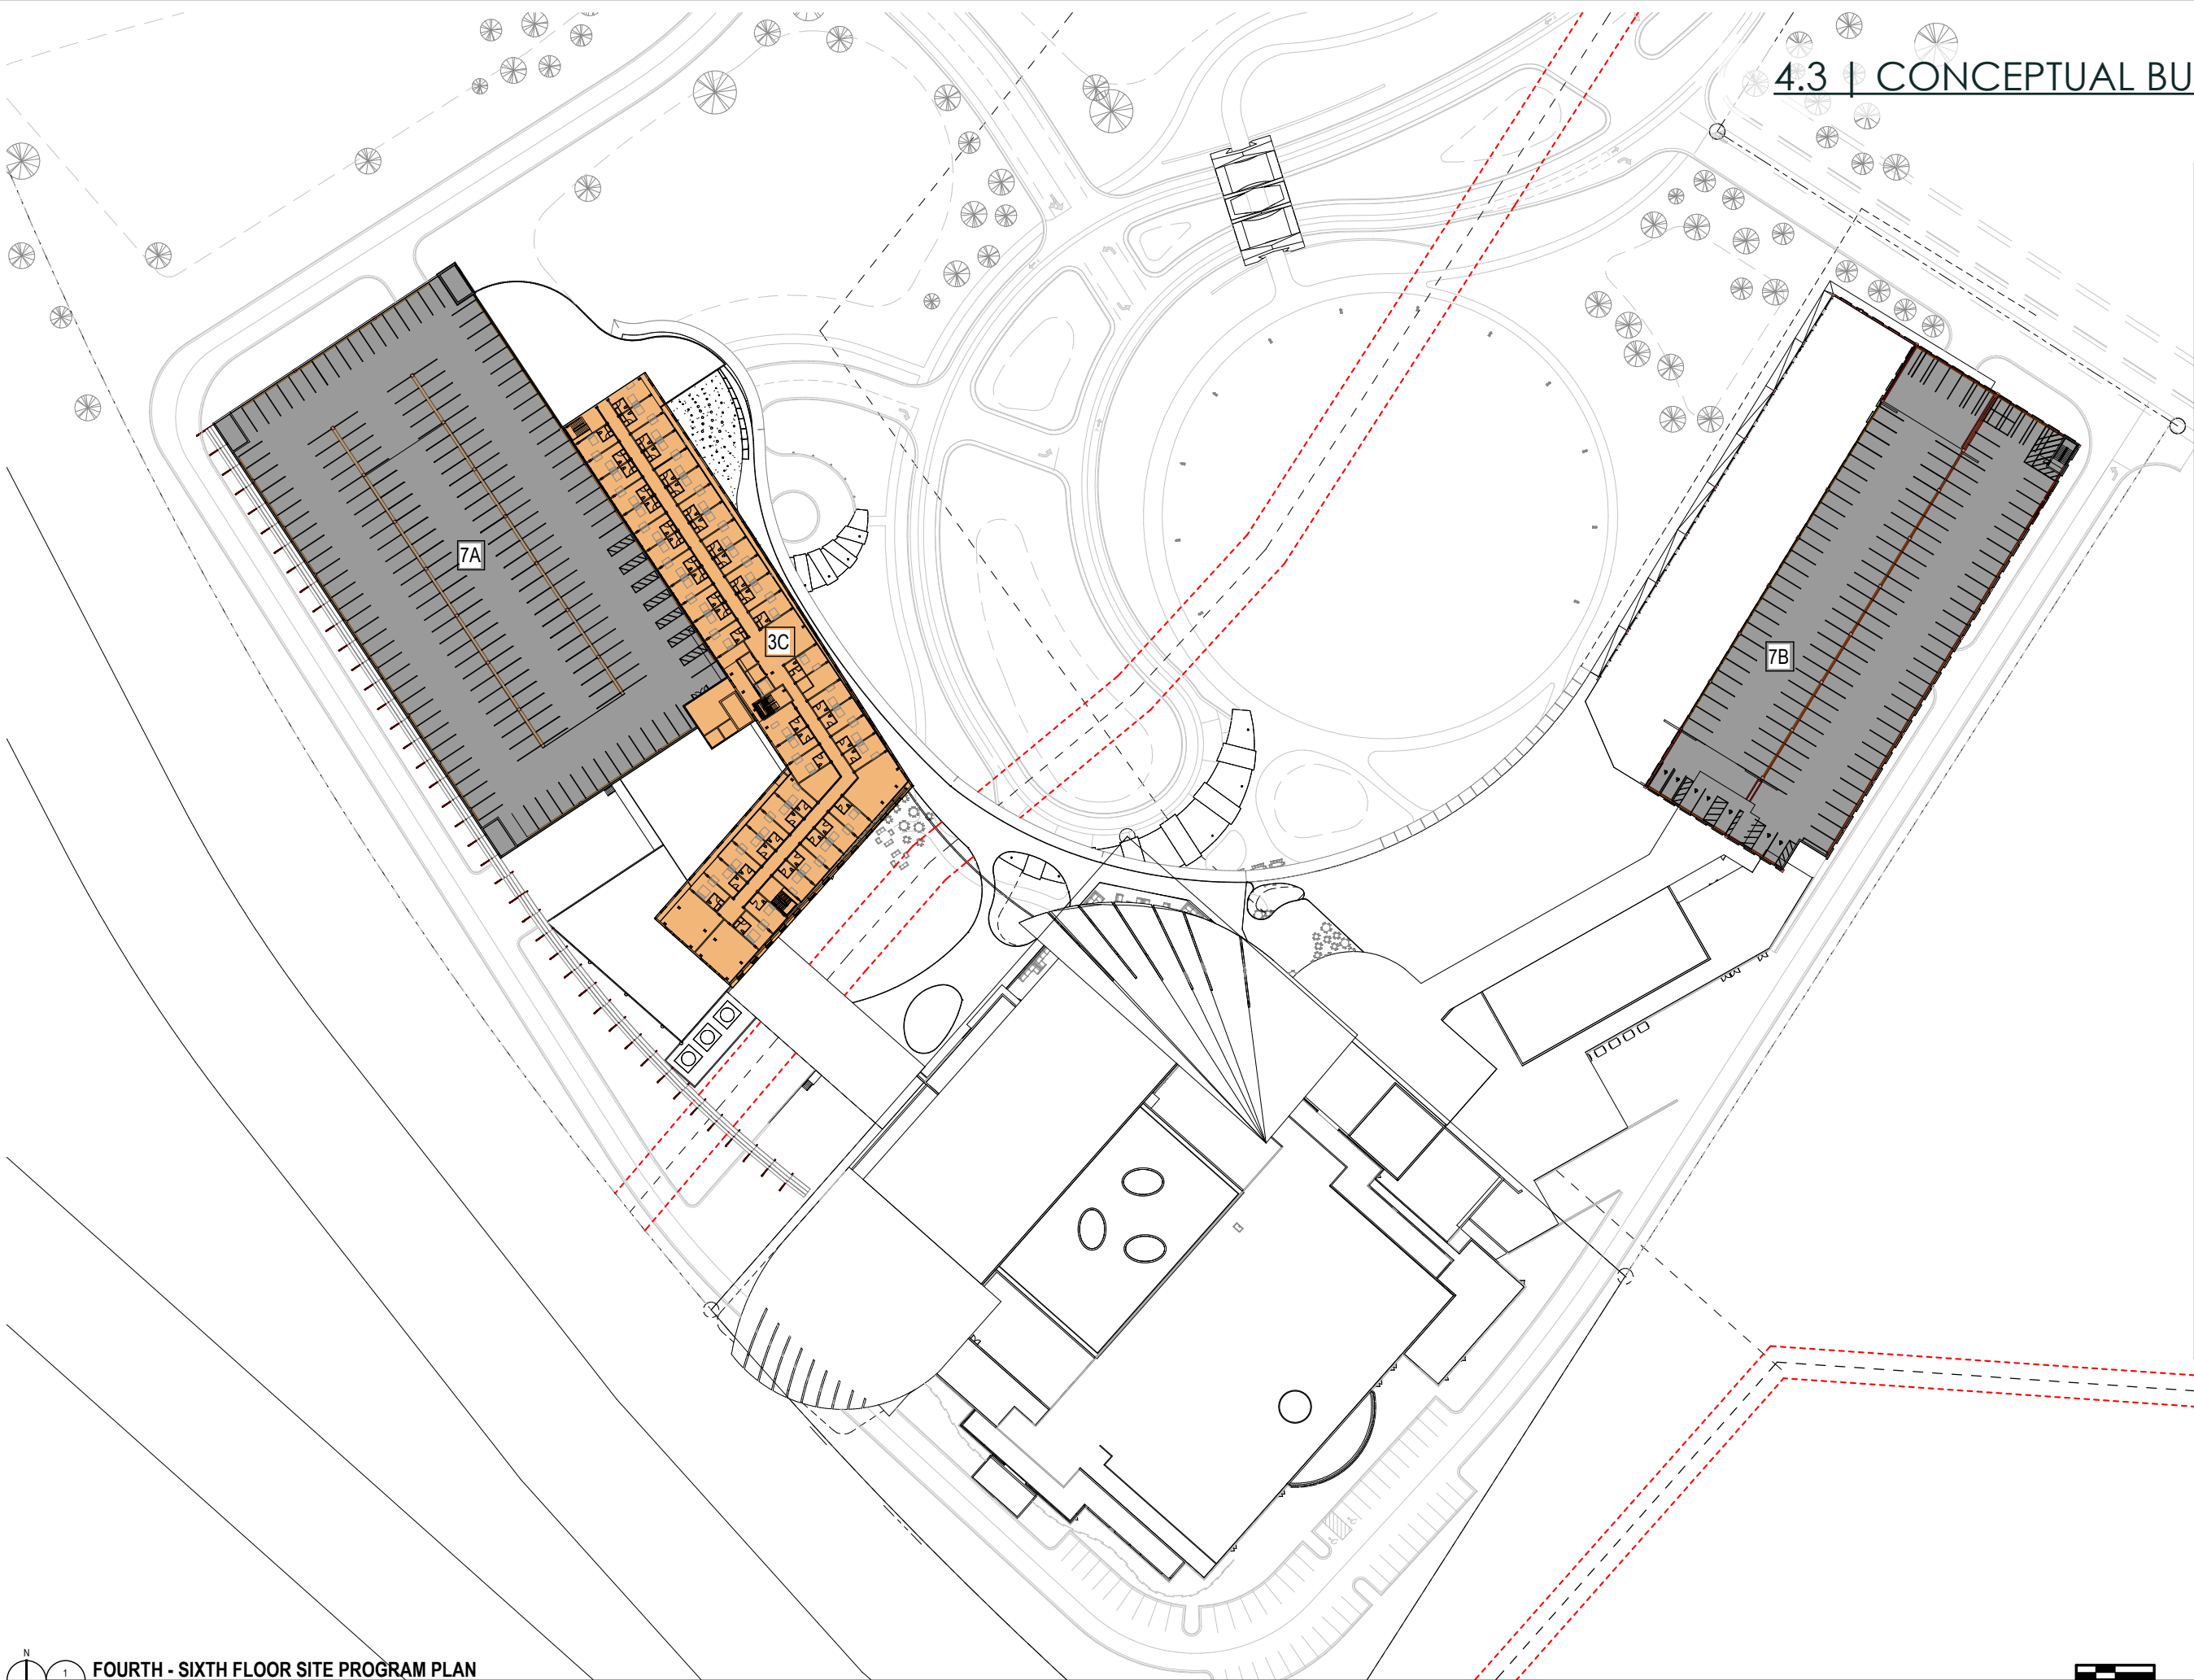 4.3 | CONCEPTUAL BU
7A
3C
7B
N
1
FOURTH - SIXTH FLOOR SITE PROGRAM PLAN